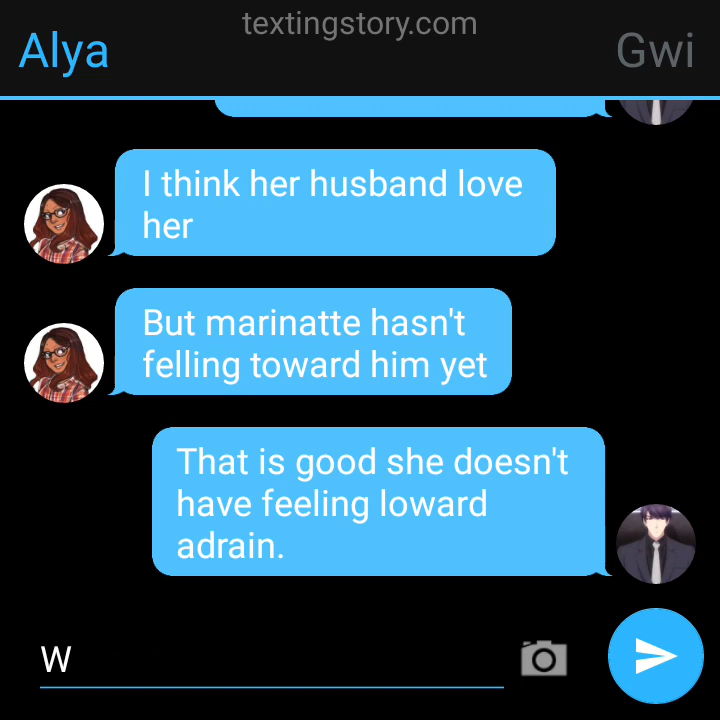 textingstory.com
Alya
Gwi
I think her husband love
her
But marinatte hasn't
felling toward him yet
That is good she doesn't
have feeling loward
adrain.
W